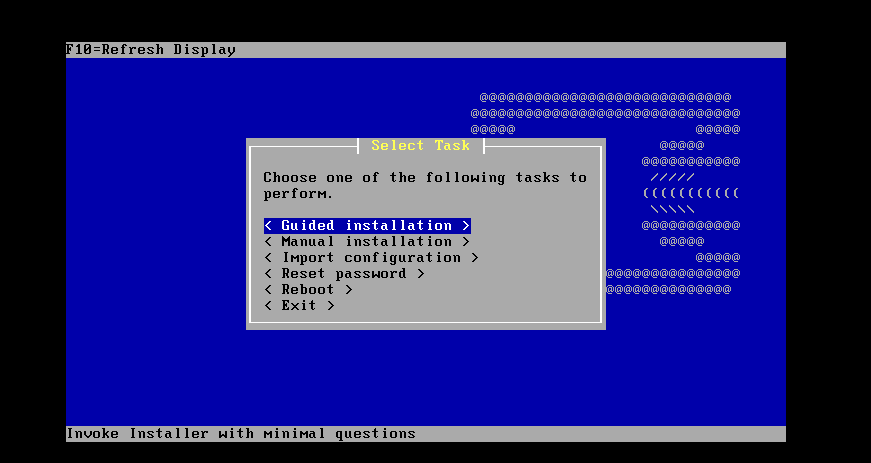 F10=Refresh Display
@@@@@@@@@@@@@@@@@@@@@@@@@@@@
@@@@@@@@@@@@@@@@@@@@@@@@@@@@@@
@@@@@ @@@@@
Select Task
@@@@@
@@@@@@@@@@@
Choose one of the following tasks to
perform.
/////
(((((((((((
\\\\\
< Guided installation >
@@@@@@@@@@@
< Manual installation >
@@@@@
< Import configuration >
@@@@@
< Reset password >
@@@@@@@@@@@@@@@
< Reboot >
@@@@@@@@@@@@@@
< Exit >
Invoke Installer with minimal questions